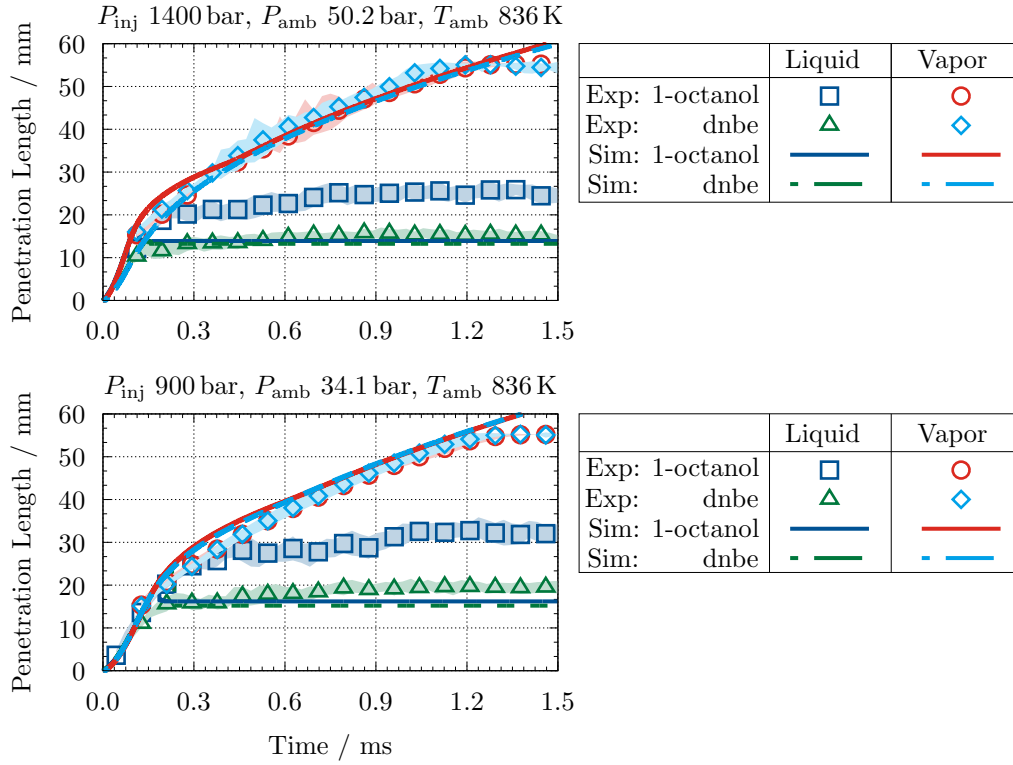 P_inj 1400 bar, P_amb 50.2 bar, T_amb 836 K
Penetration Length / mm
60
50
40
30
20
10
0
0.0 0.3 0.6 0.9 1.2 1.5
Liquid Vapor
Exp: 1-octanol
Exp: dnbe
Sim: 1-octanol
Sim: dnbe
P_inj 900 bar, P_amb 34.1 bar, T_amb 836 K
Penetration Length / mm
60
50
40
30
20
10
0
0.0 0.3 0.6 0.9 1.2 1.5
Time / ms
Liquid Vapor
Exp: 1-octanol
Exp: dnbe
Sim: 1-octanol
Sim: dnbe